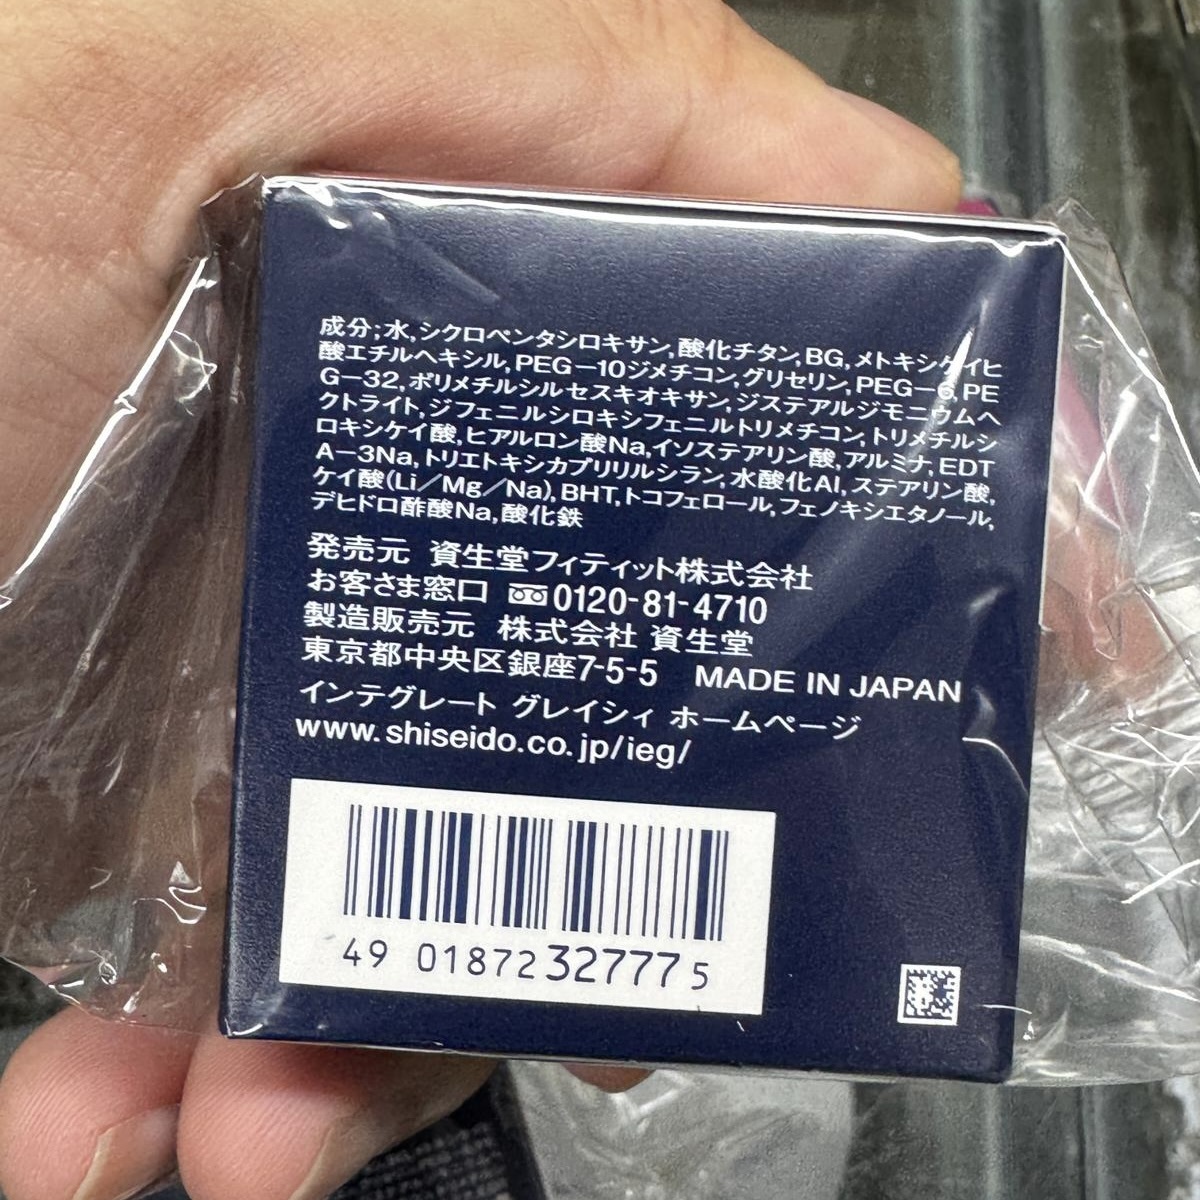 成分;水,シクロペンタシロキサン,酸化チタン,BG,メトキシケイヒ
酸エチルヘキシル,PEG−10ジメチコン,グリセリン,PEG−6,PE
G−32,ポリメチルシルセスキオキサン,ジステアルジモニウムヘ
クトライト,ジフェニルシロキシフェニルトリメチコン,トリメチルシ
ロキシケイ酸,ヒアルロン酸Na,イソステアリン酸,アルミナ,EDT
A−3Na,トリエトキシカプリリルシラン,水酸化Al,ステアリン酸,
ケイ酸(Li/Mg/Na),BHT,トコフェロール,フェノキシエタノール,
デヒドロ酢酸Na,酸化鉄
発売元 資生堂フィティット株式会社
お客さま窓口 0120-81-4710
製造販売元 株式会社 資生堂
東京都中央区銀座7-5-5 MADE IN JAPAN
インテグレート グレイシィ ホームページ
www.shiseido.co.jp/ieg/
49 01872 32777 5